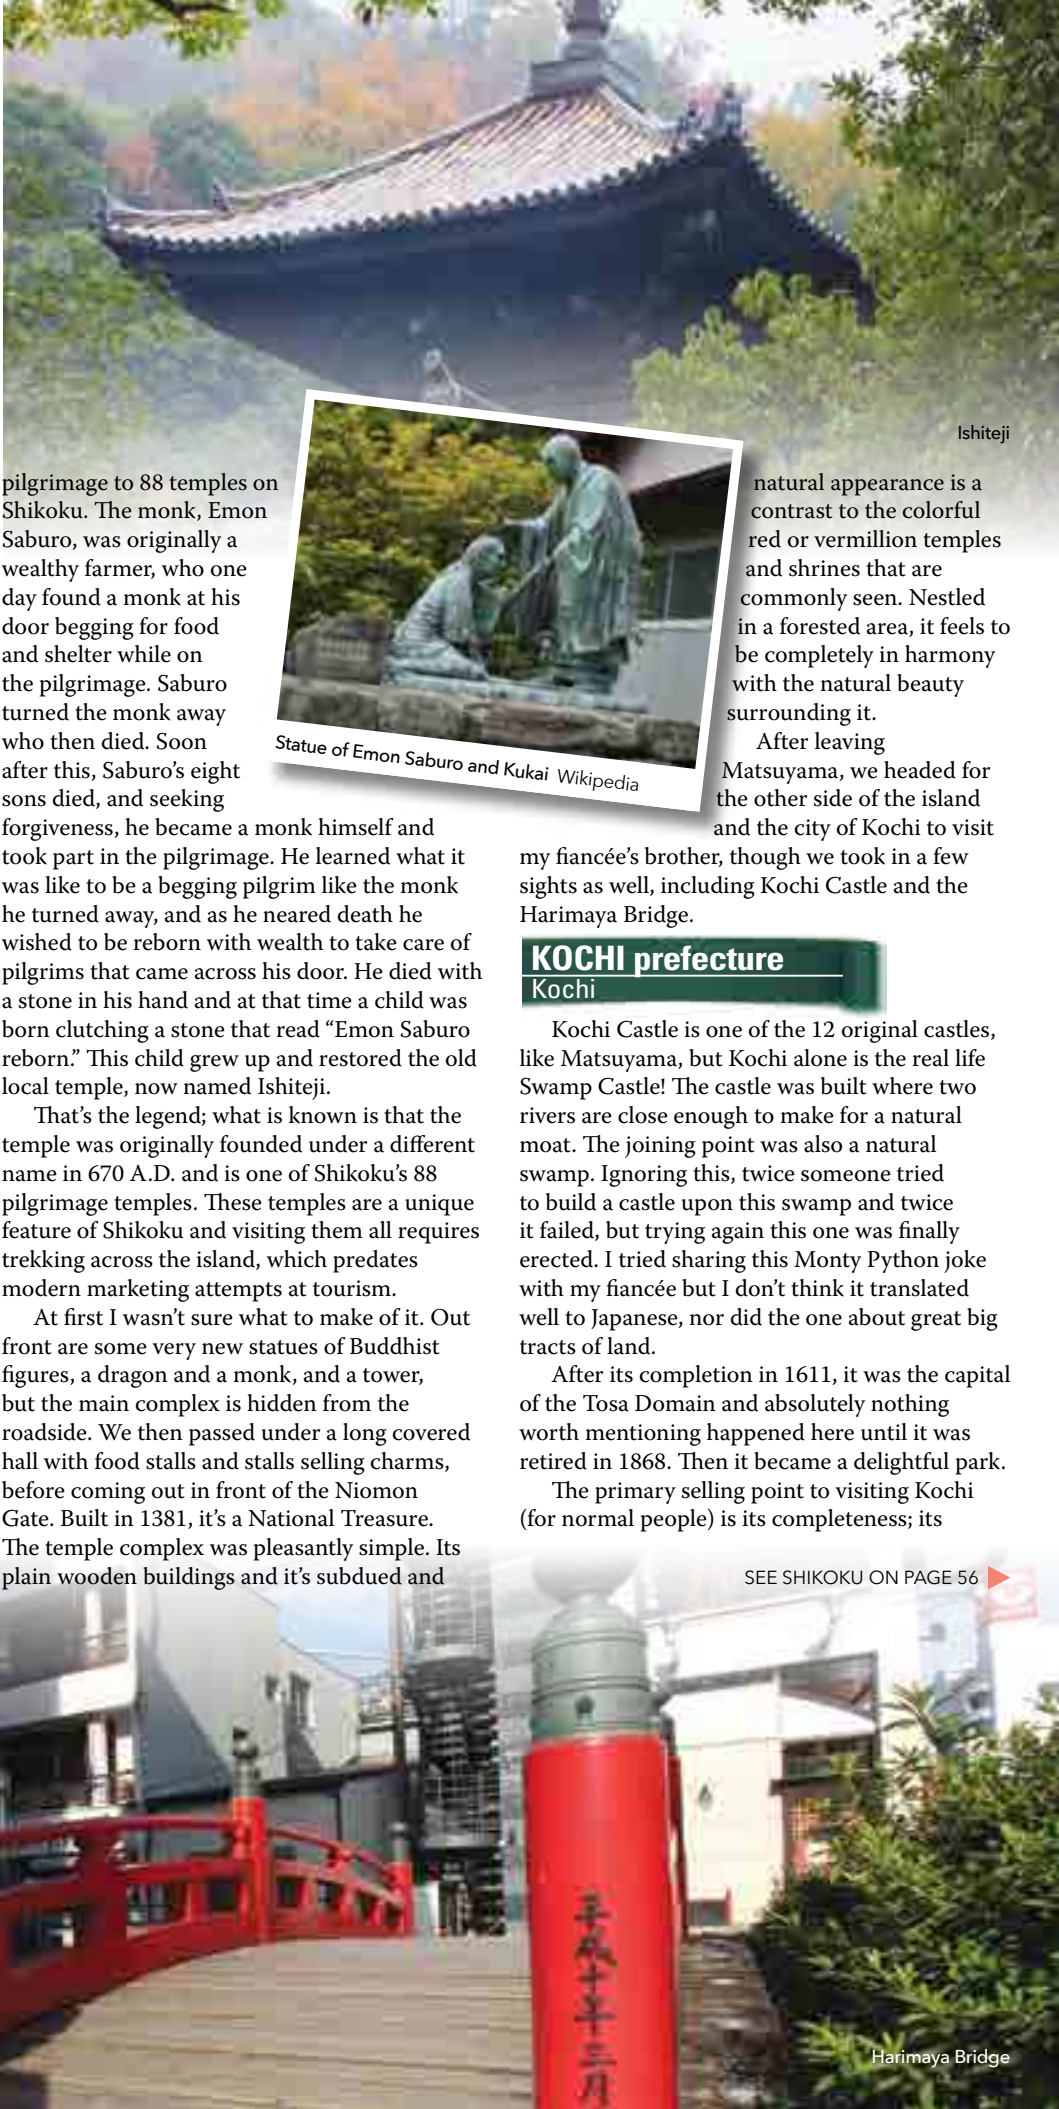 Ishiteji
pilgrimage to 88 temples on
Shikoku. The monk, Emon
Saburo, was originally a
wealthy farmer, who one
day found a monk at his
door begging for food
and shelter while on
the pilgrimage. Saburo
turned the monk away
who then died. Soon
after this, Saburo’s eight
sons died, and seeking
forgiveness, he became a monk himself and
took part in the pilgrimage. He learned what it
was like to be a begging pilgrim like the monk
he turned away, and as he neared death he
wished to be reborn with wealth to take care of
pilgrims that came across his door. He died with
a stone in his hand and at that time a child was
born clutching a stone that read “Emon Saburo
reborn.” This child grew up and restored the old
local temple, now named Ishiteji.
That’s the legend; what is known is that the
temple was originally founded under a different
name in 670 A.D. and is one of Shikoku’s 88
pilgrimage temples. These temples are a unique
feature of Shikoku and visiting them all requires
trekking across the island, which predates
modern marketing attempts at tourism.
At first I wasn’t sure what to make of it. Out
front are some very new statues of Buddhist
figures, a dragon and a monk, and a tower,
but the main complex is hidden from the
roadside. We then passed under a long covered
hall with food stalls and stalls selling charms,
before coming out in front of the Niomon
Gate. Built in 1381, it’s a National Treasure.
The temple complex was pleasantly simple. Its
plain wooden buildings and it’s subdued and
Statue of Emon Saburo and Kukai Wikipedia
natural appearance is a
contrast to the colorful
red or vermillion temples
and shrines that are
commonly seen. Nestled
in a forested area, it feels to
be completely in harmony
with the natural beauty
surrounding it.
After leaving
Matsuyama, we headed for
the other side of the island
and the city of Kochi to visit
my fiancée’s brother, though we took in a few
sights as well, including Kochi Castle and the
Harimaya Bridge.
KOCHI prefecture
Kochi
Kochi Castle is one of the 12 original castles,
like Matsuyama, but Kochi alone is the real life
Swamp Castle! The castle was built where two
rivers are close enough to make for a natural
moat. The joining point was also a natural
swamp. Ignoring this, twice someone tried
to build a castle upon this swamp and twice
it failed, but trying again this one was finally
erected. I tried sharing this Monty Python joke
with my fiancée but I don’t think it translated
well to Japanese, nor did the one about great big
tracts of land.
After its completion in 1611, it was the capital
of the Tosa Domain and absolutely nothing
worth mentioning happened here until it was
retired in 1868. Then it became a delightful park.
The primary selling point to visiting Kochi
(for normal people) is its completeness; its
SEE SHIKOKU ON PAGE 56
Harimaya Bridge